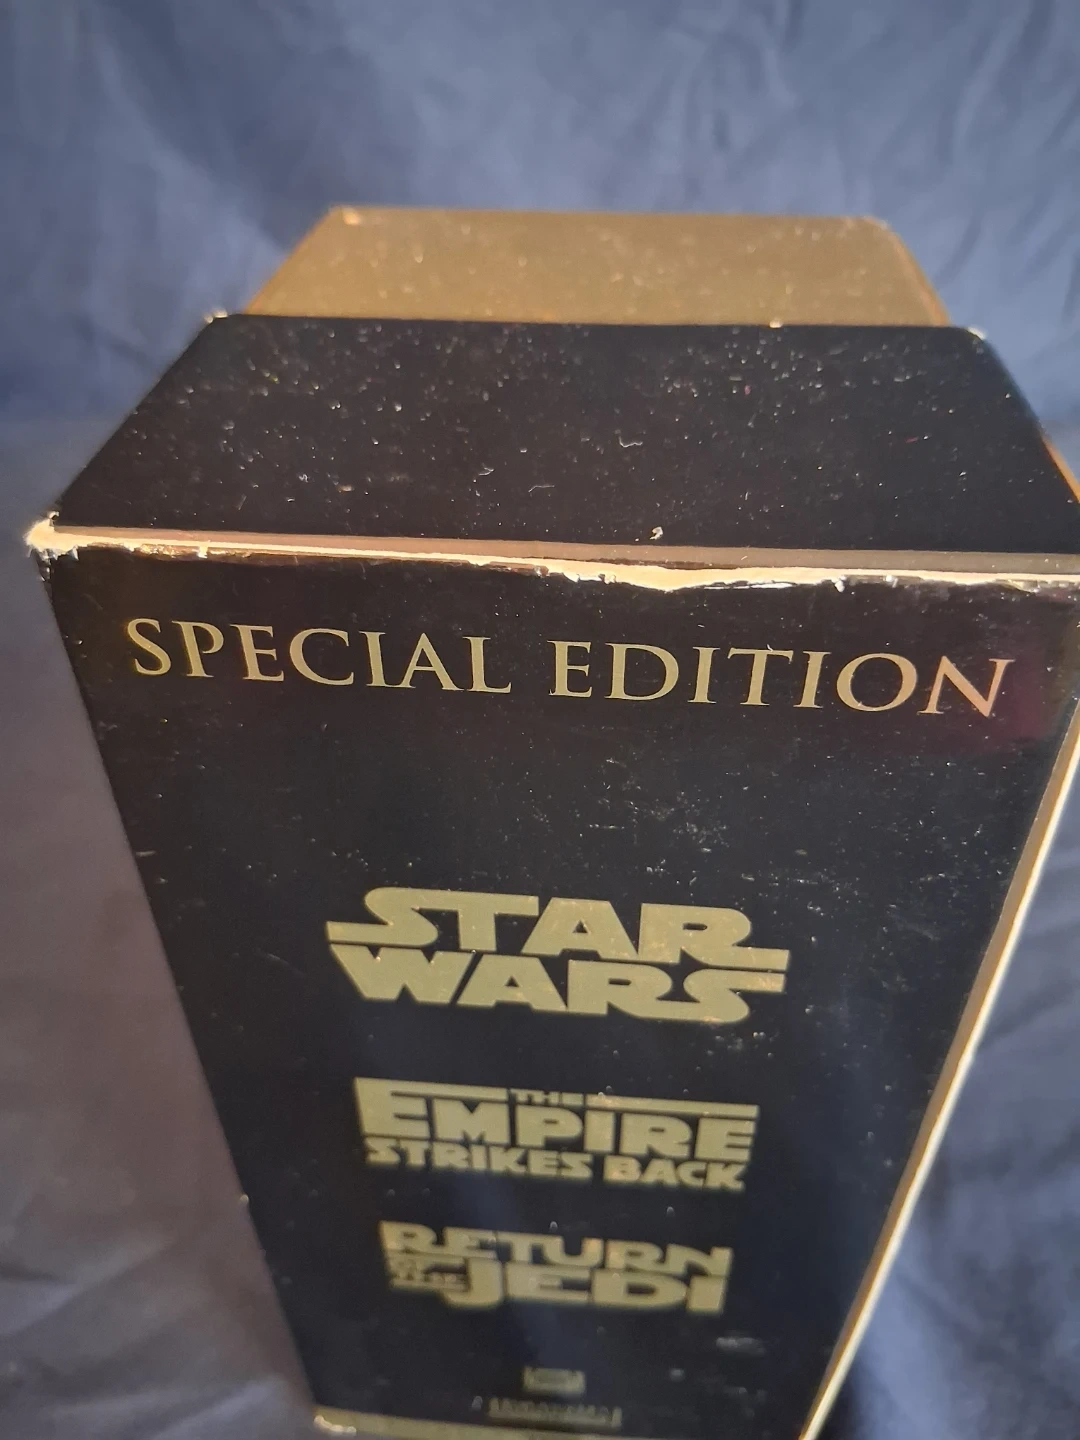 SPECIAL EDITION
STAR
WARS
THE
EMPIRE
STRIKES BACK
RETURN
OF THE JEDI